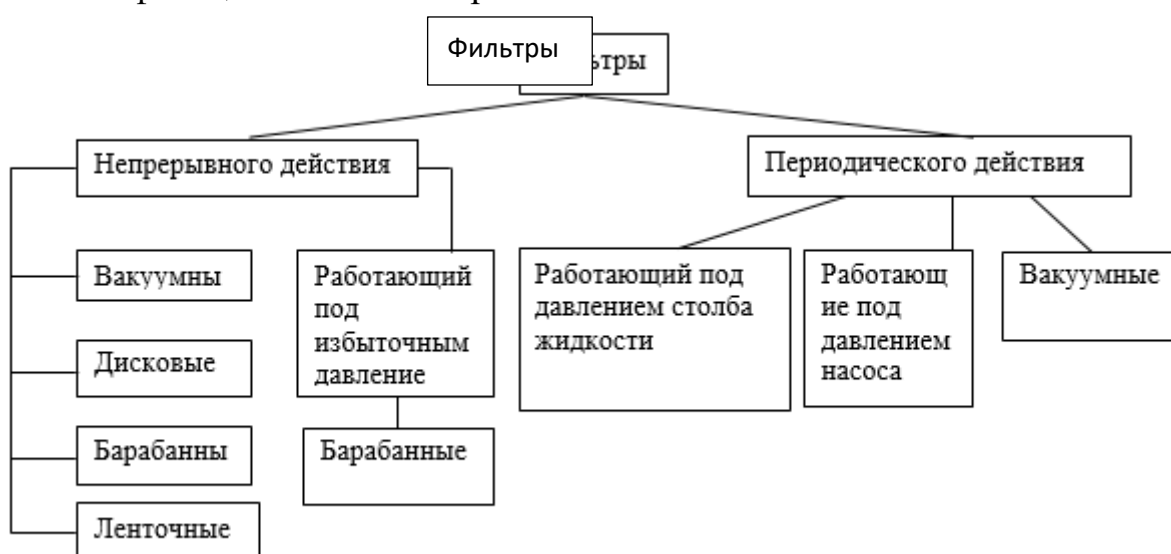 Фильтры
ьтры
Непрерывного действия
Периодического действия
Вакуумны
Дисковые
Барабанны
Ленточные
Работающий
под
избыточным
давление
Барабанные
Работающий под
давлением столба
жидкости
Работающ
ие под
давлением
насоса
Вакуумные